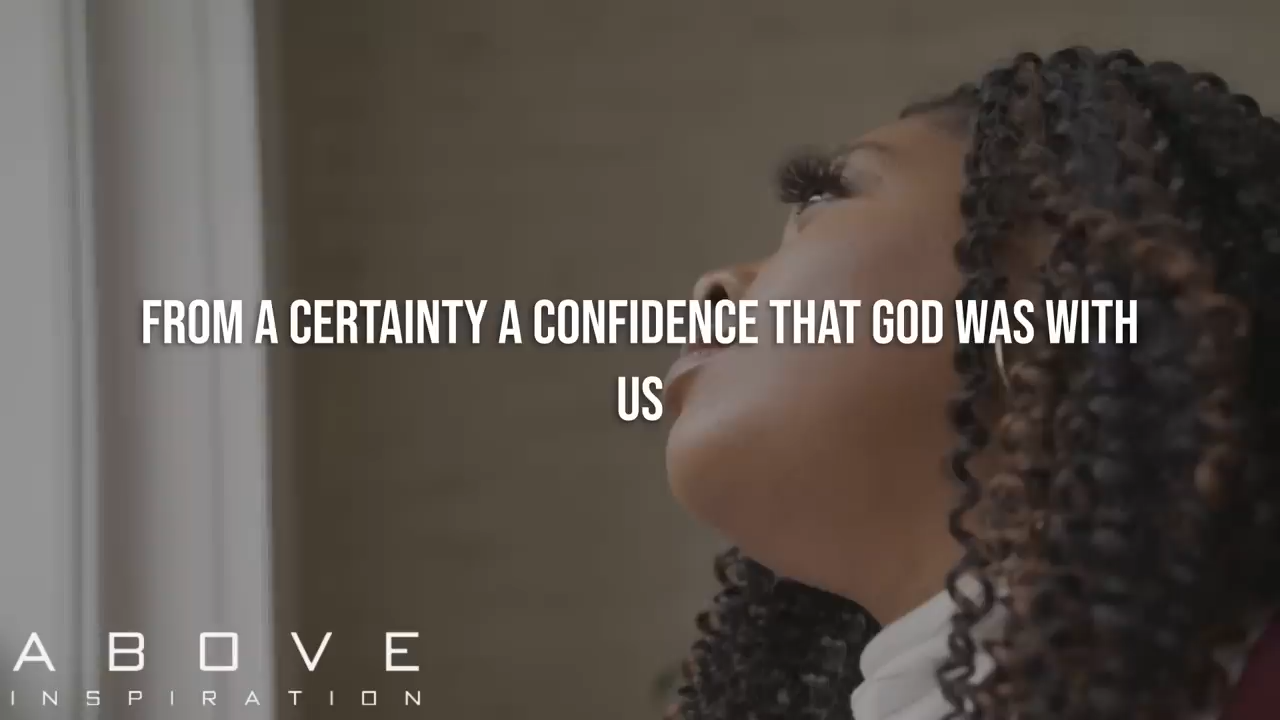 FROM A CERTAINTY A CONFIDENCE THAT GOD WAS WITH
US
ABOVE
INSPIRATION